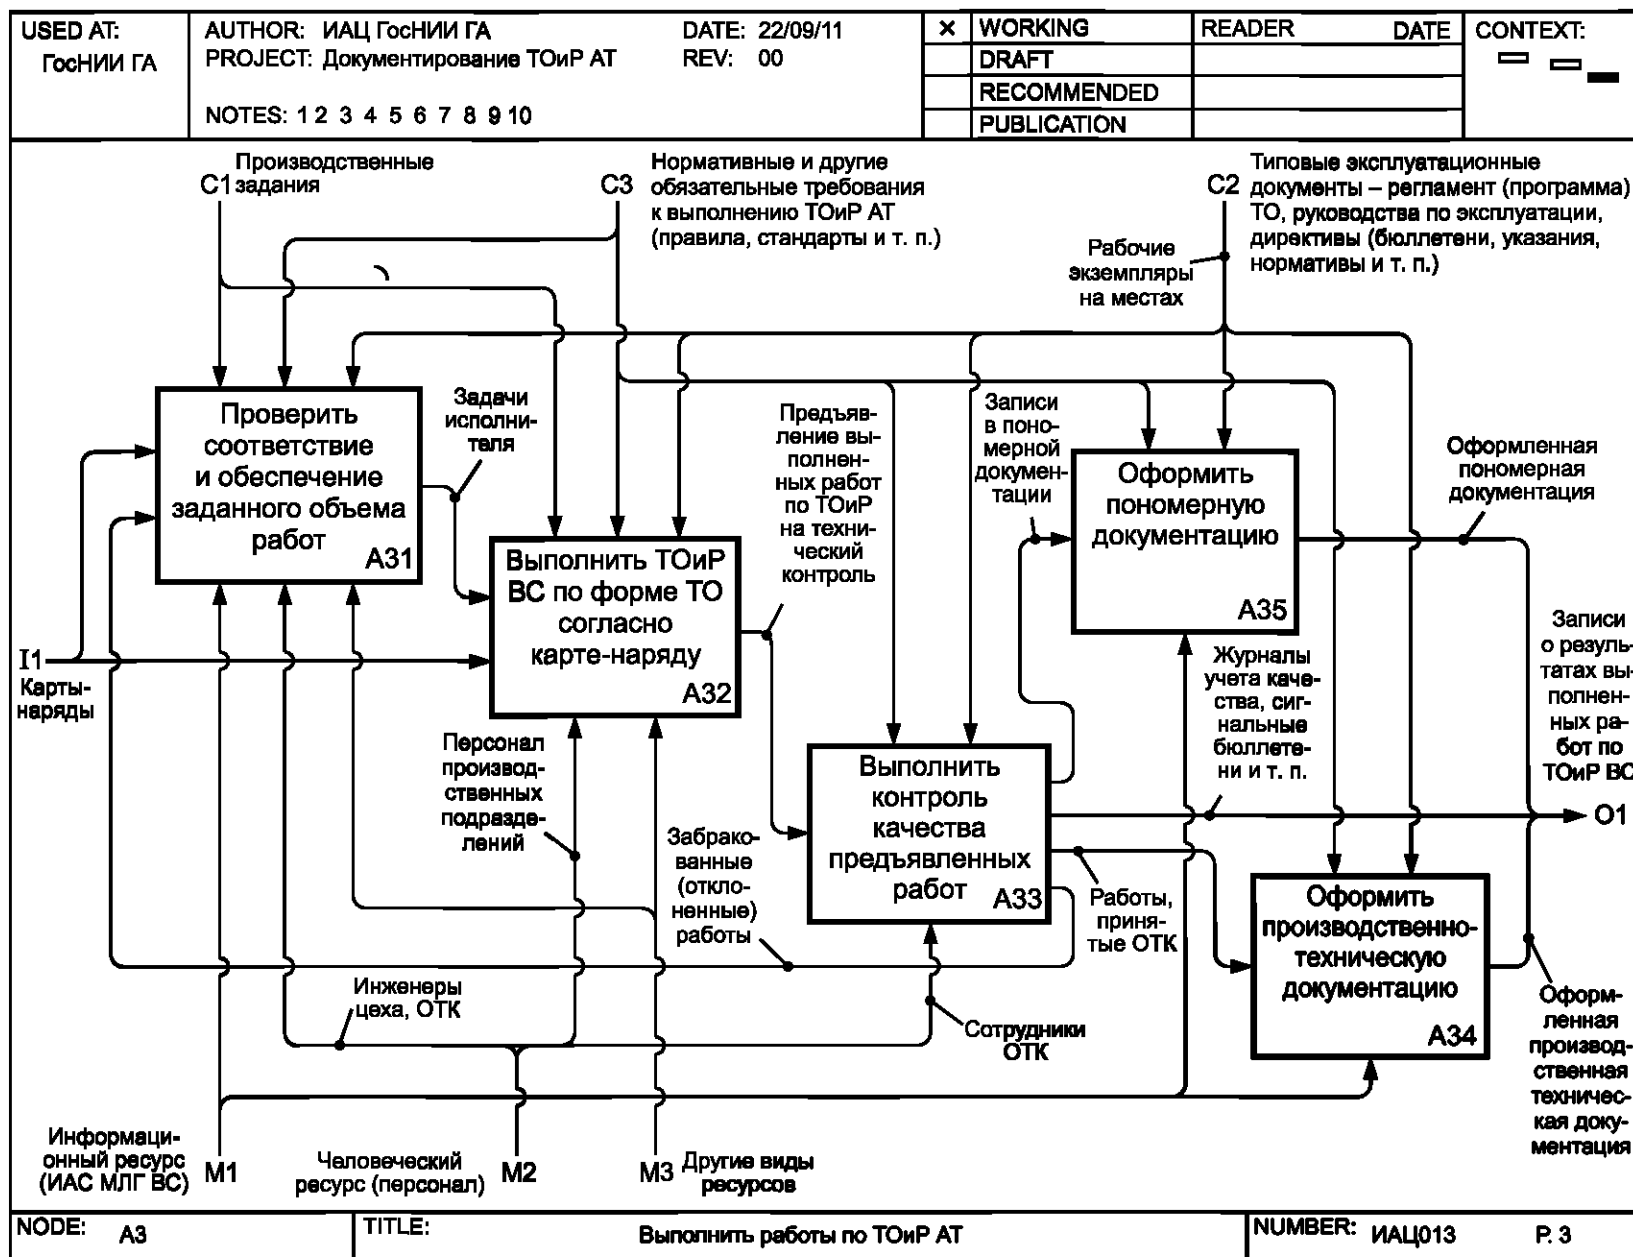 USED AT:
ГосНИИ ГА
AUTHOR: ИАЦ ГосНИИ ГА
DATE: 22/09/11
PROJECT: Документирование ТОиР АТ
REV: 00
NOTES: 1 2 3 4 5 6 7 8 9 10
X WORKING
DRAFT
RECOMMENDED
PUBLICATION
READER DATE
CONTEXT:
Производственные
C1 задания
C3
Нормативные и другие
обязательные требования
к выполнению ТОиР АТ
(правила, стандарты и т. п.)
C2
Типовые эксплуатационные
документы – регламент (программа)
ТО, руководства по эксплуатации,
директивы (бюллетени, указания,
нормативы и т. п.)
Рабочие
экземпляры
на местах
Проверить
соответствие
и обеспечение
заданного объема
работ
A31
Задачи
исполни-
теля
Предъяв-
ление вы-
полнен-
ных работ
по ТОиР
на техни-
ческий
контроль
Записи
в поно-
мерной
докумен-
тации
Оформить
пономерную
документацию
A35
Оформленная
пономерная
документация
Выполнить ТОиР
ВС по форме ТО
согласно
карте-наряду
A32
I1
Карты-
наряды
Журналы
учета каче-
ства, сиг-
нальные
бюллете-
ни и т. п.
Записи
о резуль-
татах вы-
полнен-
ных ра-
бот по
ТОиР ВС
O1
Персонал
производ-
ственных
подразде-
лений
Выполнить
контроль
качества
предъявленных
работ
A33
Забрако-
ванные
(откло-
ненные)
работы
Работы,
приня-
тые ОТК
Оформить
производственно-
техническую
документацию
A34
Инженеры
цеха, ОТК
Сотрудники
ОТК
Оформ-
ленная
производ-
ственная
техничес-
кая доку-
ментация
Информаци-
онный ресурс
(ИАС МЛГ ВС)
M1
Человеческий
ресурс (персонал)
M2
M3
Другие виды
ресурсов
NODE: A3
TITLE: Выполнить работы по ТОиР АТ
NUMBER: ИАЦ013 P. 3